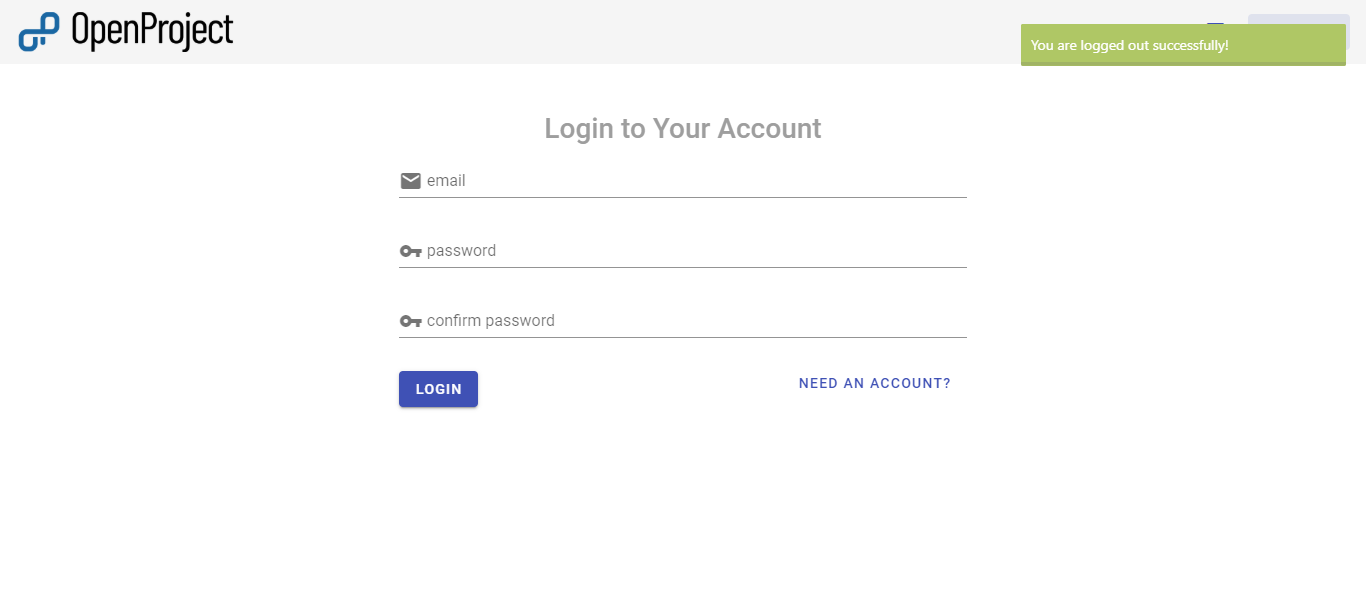 OpenProject
You are logged out successfully!
Login to Your Account
email
password
confirm password
LOGIN
NEED AN ACCOUNT?